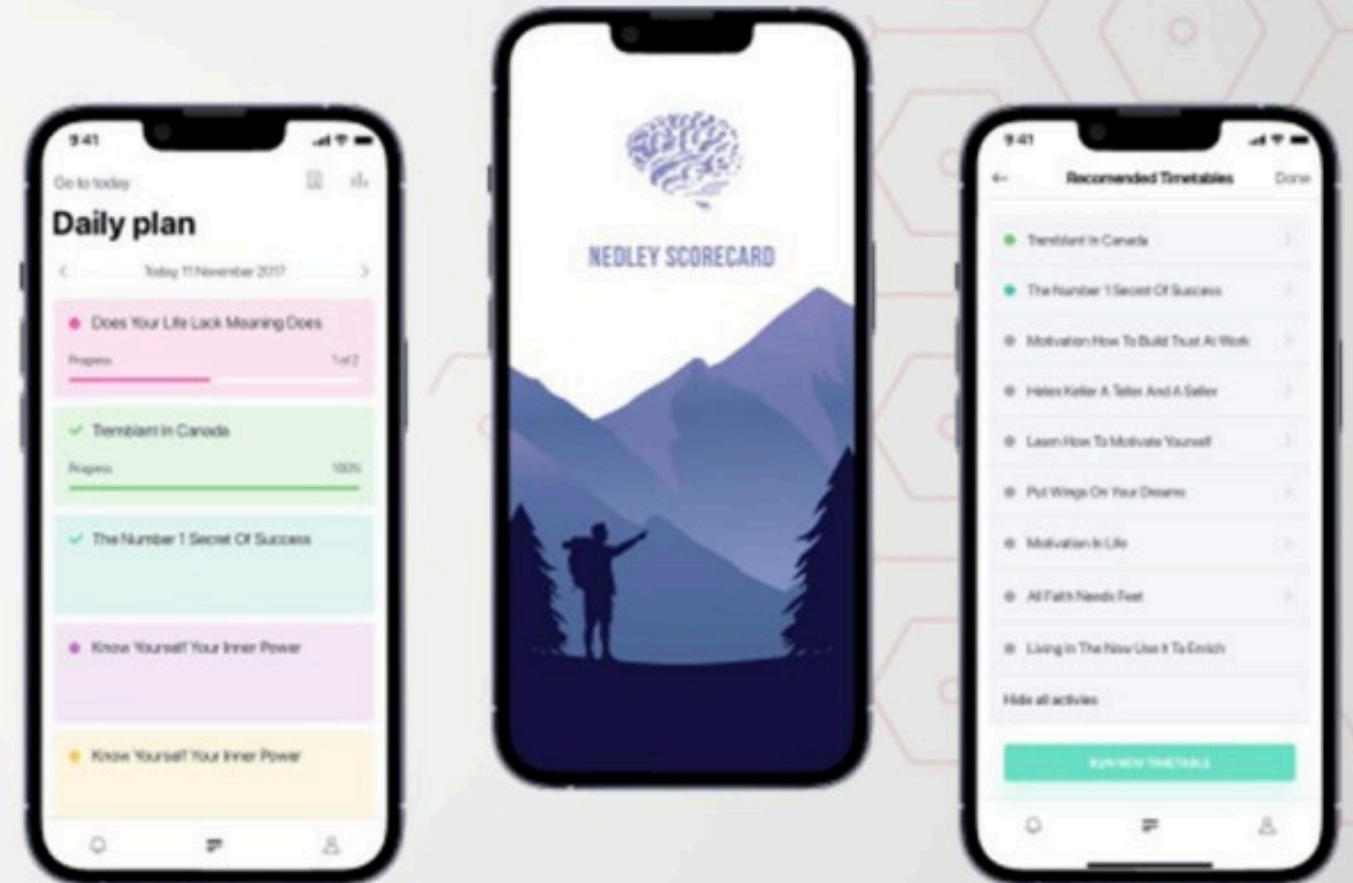 9:41
Go to today
Daily plan
Today 11 November 2017
Does Your Life Lack Meaning Does
Progress 1 of 2
Tremblant In Canada
Progress 100%
The Number 1 Secret Of Success
Know Yourself Your Inner Power
Know Yourself Your Inner Power
NEDLEY SCORECARD
9:41
Recomended Timetables Done
Tremblant In Canada
The Number 1 Secret Of Success
Motivation How To Build Trust At Work
Helen Keller A Teller And A Seller
Learn How To Motivate Yourself
Put Wings On Your Dreams
Motivation In Life
All Faith Needs Feet
Living In The Now Use It To Enrich
Hide all activies
RUN NEW TIMETABLE